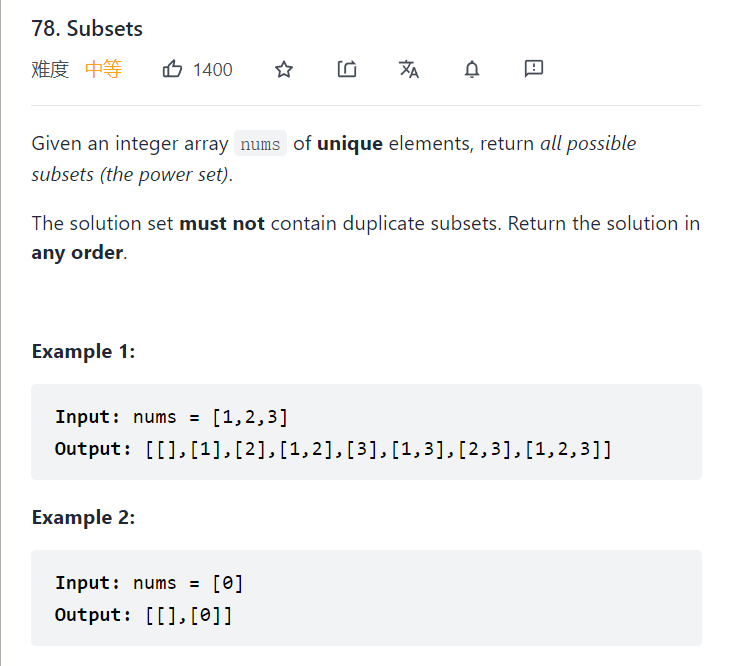 78. Subsets
难度 中等 1400
Given an integer array nums of unique elements, return all possible
subsets (the power set).
The solution set must not contain duplicate subsets. Return the solution in
any order.
Example 1:
Input: nums = [1,2,3]
Output: [[],[1],[2],[1,2],[3],[1,3],[2,3],[1,2,3]]
Example 2:
Input: nums = [0]
Output: [[],[0]]